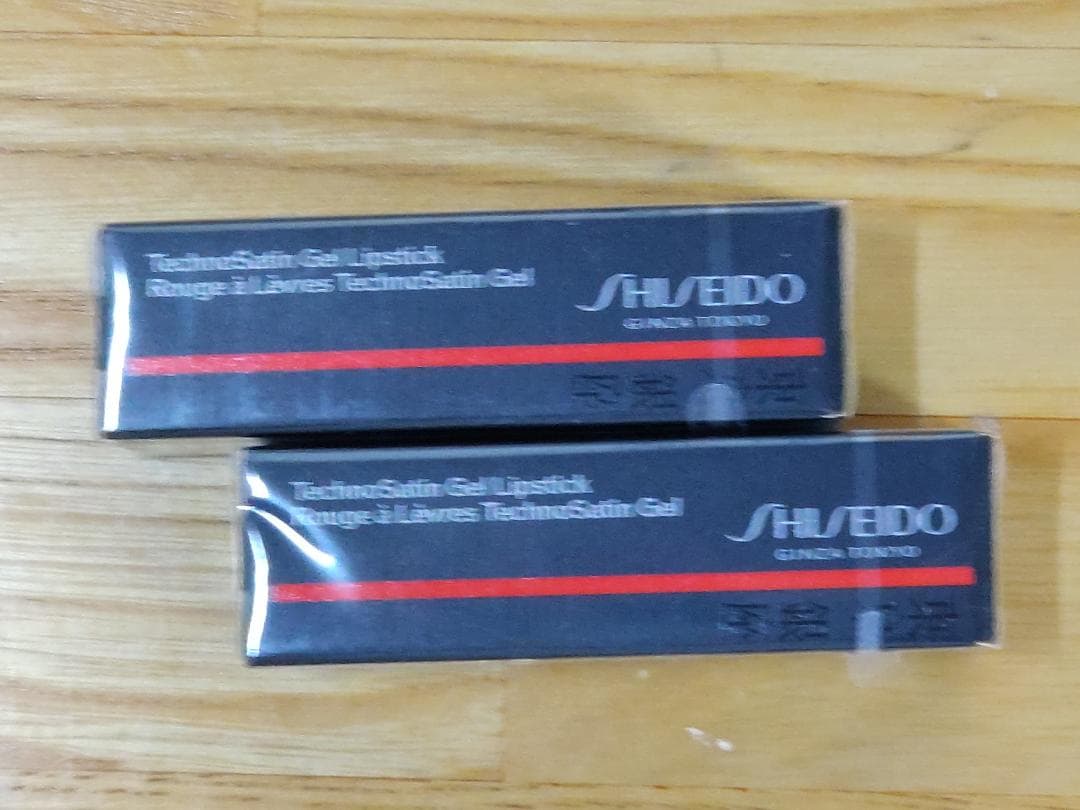 TechnoSatin Gel Lipstick
Rouge à Lèvres TechnoSatin Gel
SHISEIDO
GINZA TOKYO
TechnoSatin Gel Lipstick
Rouge à Lèvres TechnoSatin Gel
SHISEIDO
GINZA TOKYO